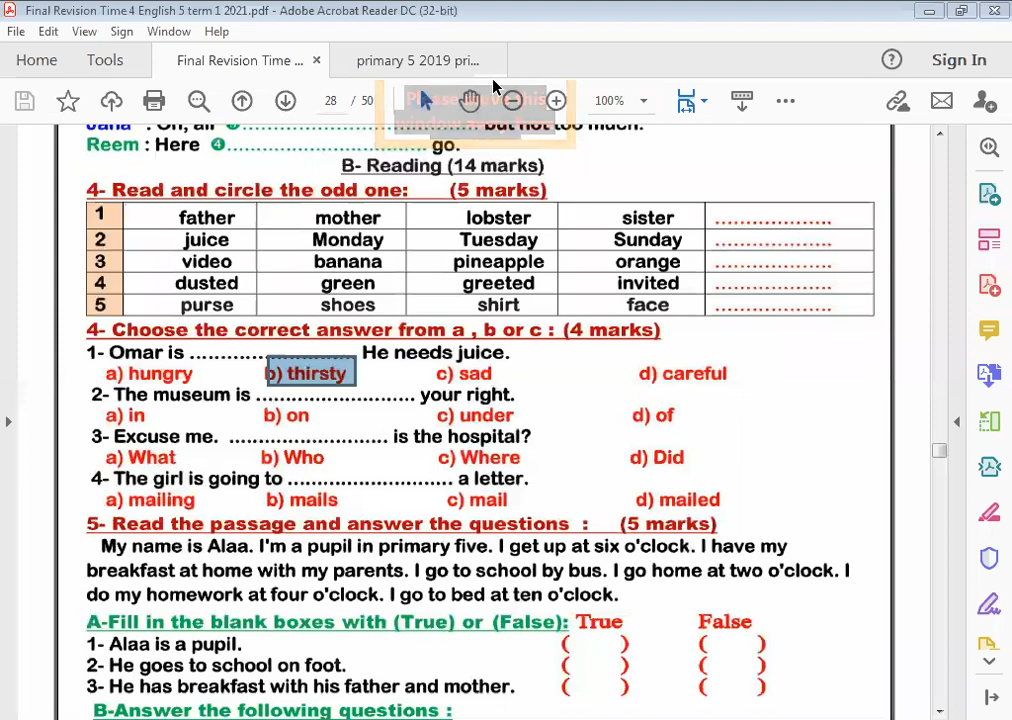 Final Revision Time 4 English 5 term 1 2021.pdf - Adobe Acrobat Reader DC (32-bit)
File Edit View Sign Window Help
Home Tools Final Revision Time ... × primary 5 2019 pri... Sign In
28 / 50 100%
Jana : Oh, all ❸ but not too much.
Reem : Here ❹........................................ go.
B- Reading (14 marks)
4- Read and circle the odd one: (5 marks)
1 father mother lobster sister ...................
2 juice Monday Tuesday Sunday ...................
3 video banana pineapple orange ...................
4 dusted green greeted invited ...................
5 purse shoes shirt face ...................
4- Choose the correct answer from a , b or c : (4 marks)
1- Omar is ............................ He needs juice.
a) hungry b) thirsty c) sad d) careful
2- The museum is ............................ your right.
a) in b) on c) under d) of
3- Excuse me. ............................ is the hospital?
a) What b) Who c) Where d) Did
4- The girl is going to ............................ a letter.
a) mailing b) mails c) mail d) mailed
5- Read the passage and answer the questions : (5 marks)
My name is Alaa. I'm a pupil in primary five. I get up at six o'clock. I have my
breakfast at home with my parents. I go to school by bus. I go home at two o'clock. I
do my homework at four o'clock. I go to bed at ten o'clock.
A-Fill in the blank boxes with (True) or (False): True False
1- Alaa is a pupil. ( ) ( )
2- He goes to school on foot. ( ) ( )
3- He has breakfast with his father and mother. ( ) ( )
B-Answer the following questions :